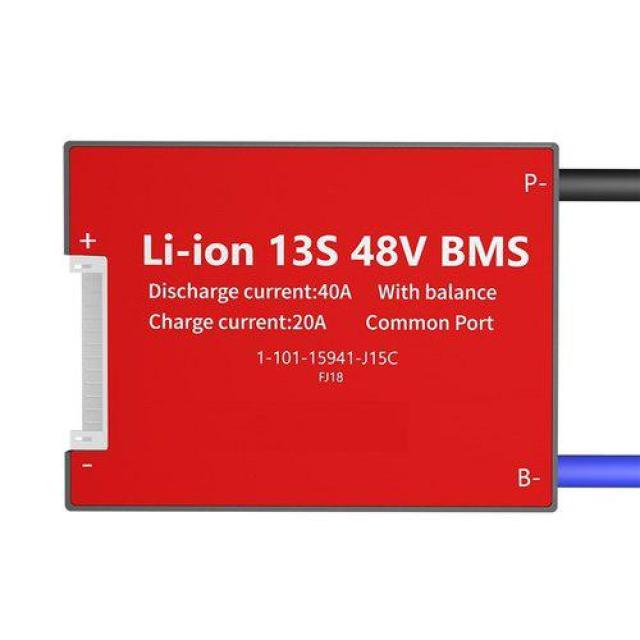 P-
+
Li-ion 13S 48V BMS
Discharge current:40A With balance
Charge current:20A Common Port
1-101-15941-J15C
FJ18
-
B-